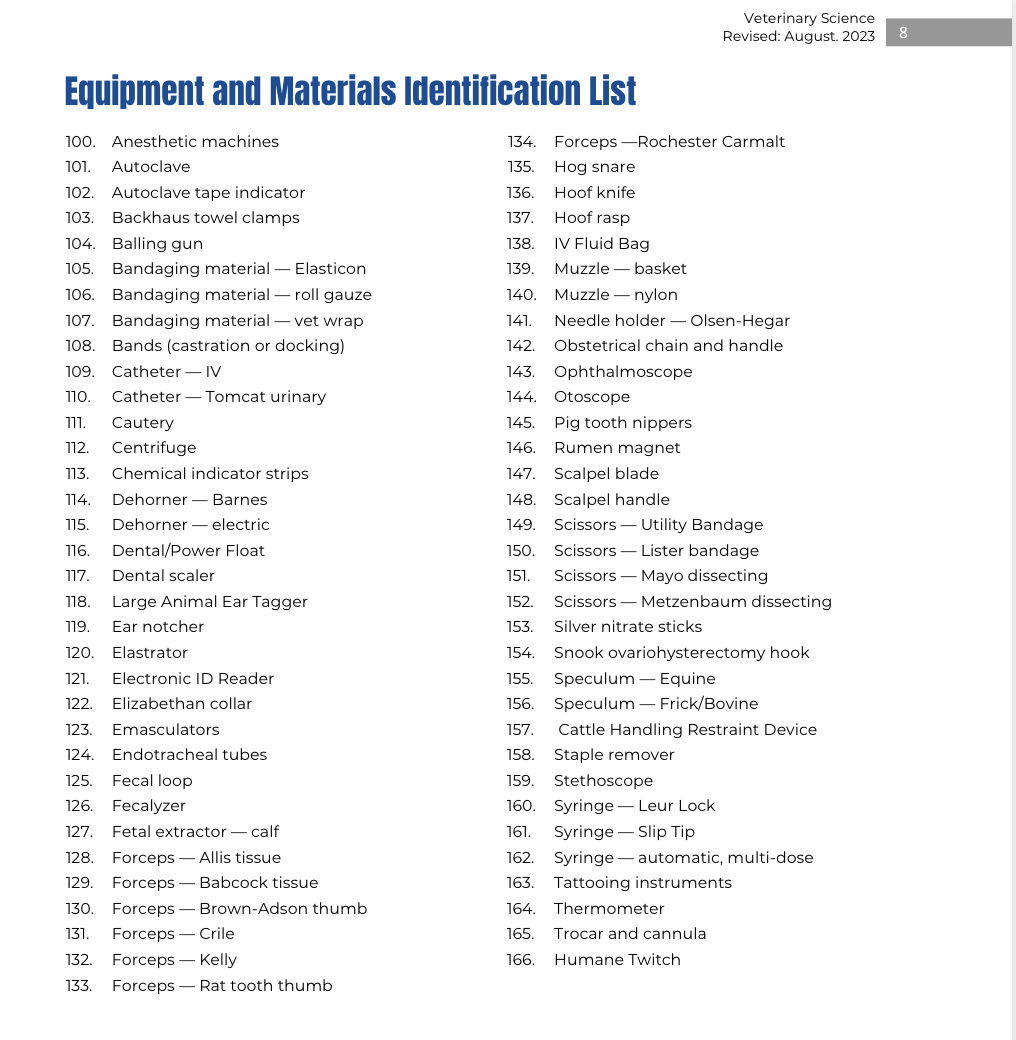 Veterinary Science
Revised: August. 2023
8
Equipment and Materials Identification List
100. Anesthetic machines
101. Autoclave
102. Autoclave tape indicator
103. Backhaus towel clamps
104. Balling gun
105. Bandaging material — Elasticon
106. Bandaging material — roll gauze
107. Bandaging material — vet wrap
108. Bands (castration or docking)
109. Catheter — IV
110. Catheter — Tomcat urinary
111. Cautery
112. Centrifuge
113. Chemical indicator strips
114. Dehorner — Barnes
115. Dehorner — electric
116. Dental/Power Float
117. Dental scaler
118. Large Animal Ear Tagger
119. Ear notcher
120. Elastrator
121. Electronic ID Reader
122. Elizabethan collar
123. Emasculators
124. Endotracheal tubes
125. Fecal loop
126. Fecalyzer
127. Fetal extractor — calf
128. Forceps — Allis tissue
129. Forceps — Babcock tissue
130. Forceps — Brown-Adson thumb
131. Forceps — Crile
132. Forceps — Kelly
133. Forceps — Rat tooth thumb
134. Forceps —Rochester Carmalt
135. Hog snare
136. Hoof knife
137. Hoof rasp
138. IV Fluid Bag
139. Muzzle — basket
140. Muzzle — nylon
141. Needle holder — Olsen-Hegar
142. Obstetrical chain and handle
143. Ophthalmoscope
144. Otoscope
145. Pig tooth nippers
146. Rumen magnet
147. Scalpel blade
148. Scalpel handle
149. Scissors — Utility Bandage
150. Scissors — Lister bandage
151. Scissors — Mayo dissecting
152. Scissors — Metzenbaum dissecting
153. Silver nitrate sticks
154. Snook ovariohysterectomy hook
155. Speculum — Equine
156. Speculum — Frick/Bovine
157. Cattle Handling Restraint Device
158. Staple remover
159. Stethoscope
160. Syringe — Leur Lock
161. Syringe — Slip Tip
162. Syringe — automatic, multi-dose
163. Tattooing instruments
164. Thermometer
165. Trocar and cannula
166. Humane Twitch